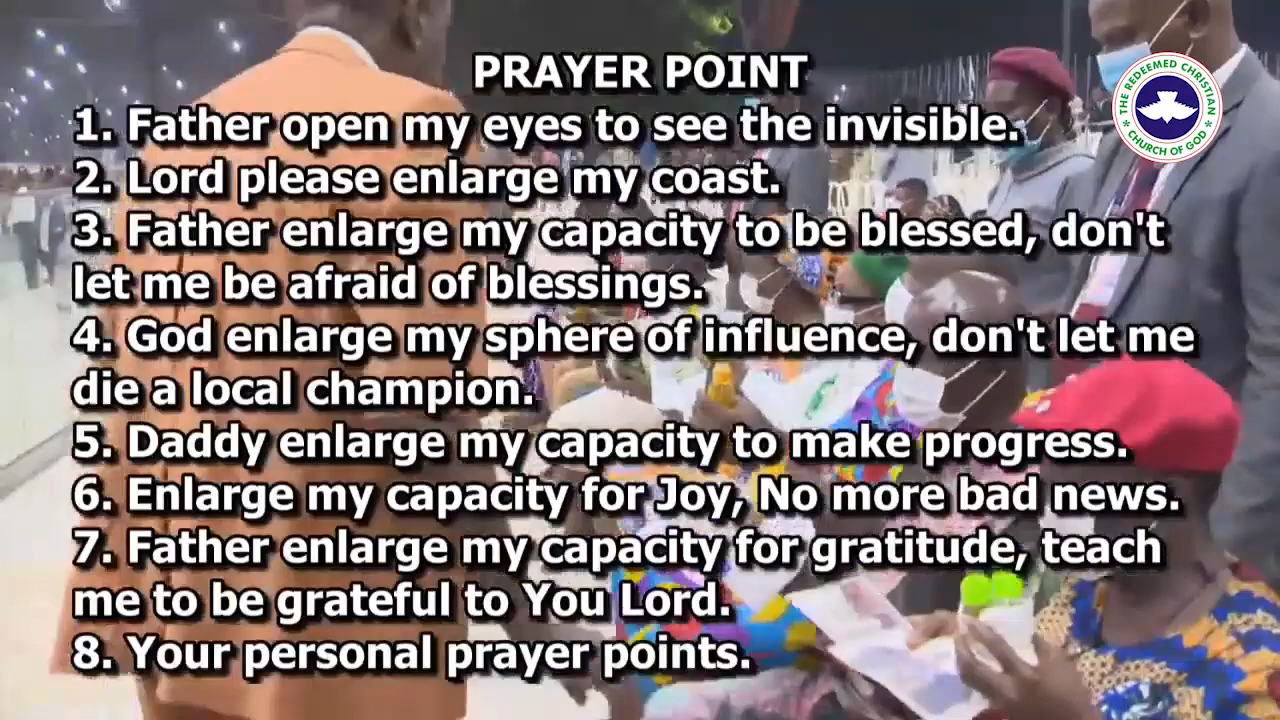 PRAYER POINT
1. Father open my eyes to see the invisible.
2. Lord please enlarge my coast.
3. Father enlarge my capacity to be blessed, don't
let me be afraid of blessings.
4. God enlarge my sphere of influence, don't let me
die a local champion.
5. Daddy enlarge my capacity to make progress.
6. Enlarge my capacity for Joy, No more bad news.
7. Father enlarge my capacity for gratitude, teach
me to be grateful to You Lord.
8. Your personal prayer points.
THE REDEEMED CHRISTIAN
CHURCH OF GOD